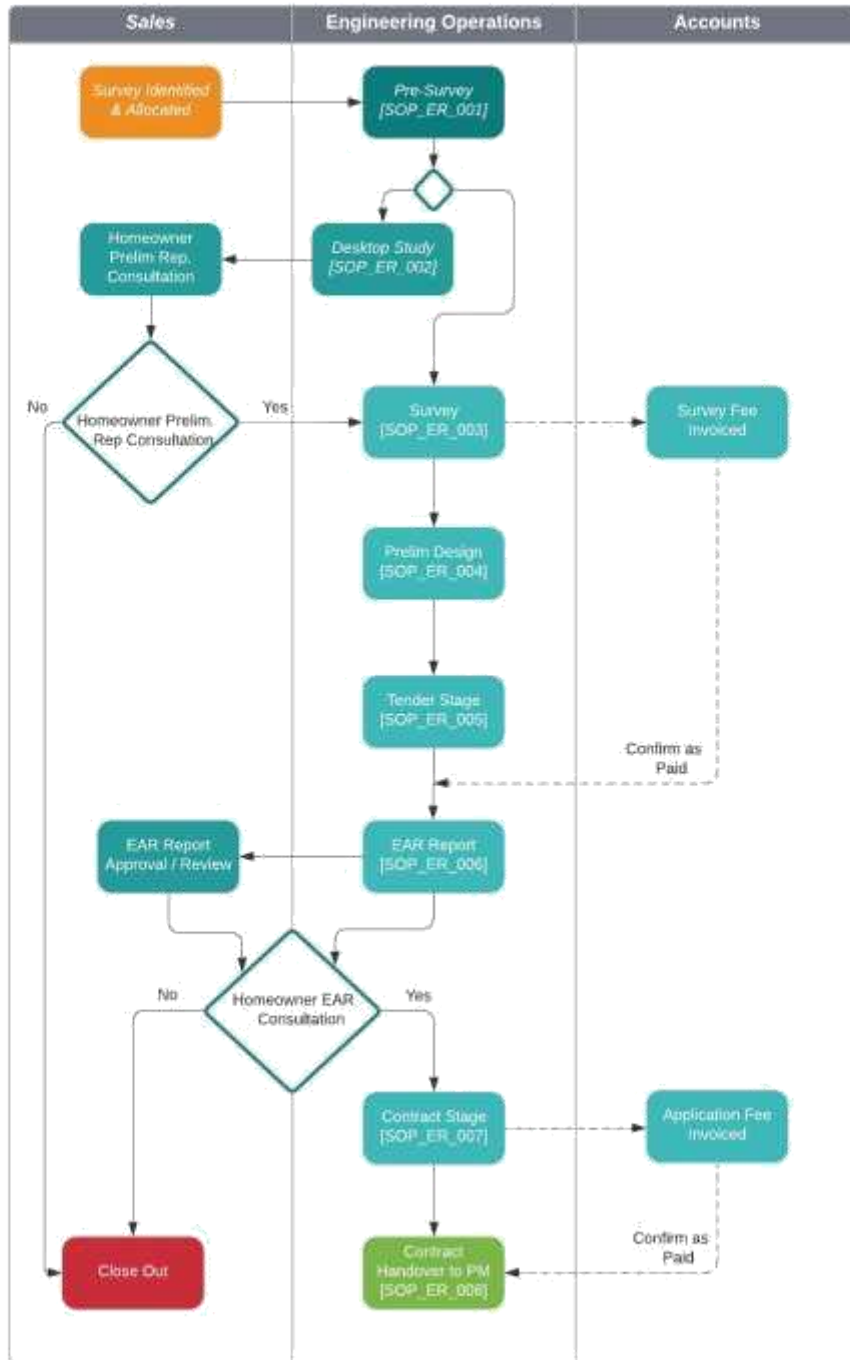 Sales
Engineering Operations
Accounts
Survey Identified
& Allocated
Pre-Survey
[SOP_ER_001]
Homeowner
Prelim Rep.
Consultation
Desktop Study
[SOP_ER_002]
No
Homeowner Prelim.
Rep Consultation
Yes
Survey
[SOP_ER_003]
Survey Fee
Invoiced
Prelim Design
[SOP_ER_004]
Tender Stage
[SOP_ER_005]
Confirm as
Paid
EAR Report
Approval / Review
EAR Report
[SOP_ER_006]
No
Homeowner EAR
Consultation
Yes
Contract Stage
[SOP_ER_007]
Application Fee
Invoiced
Confirm as
Paid
Close Out
Contract
Handover to PM
[SOP_ER_008]